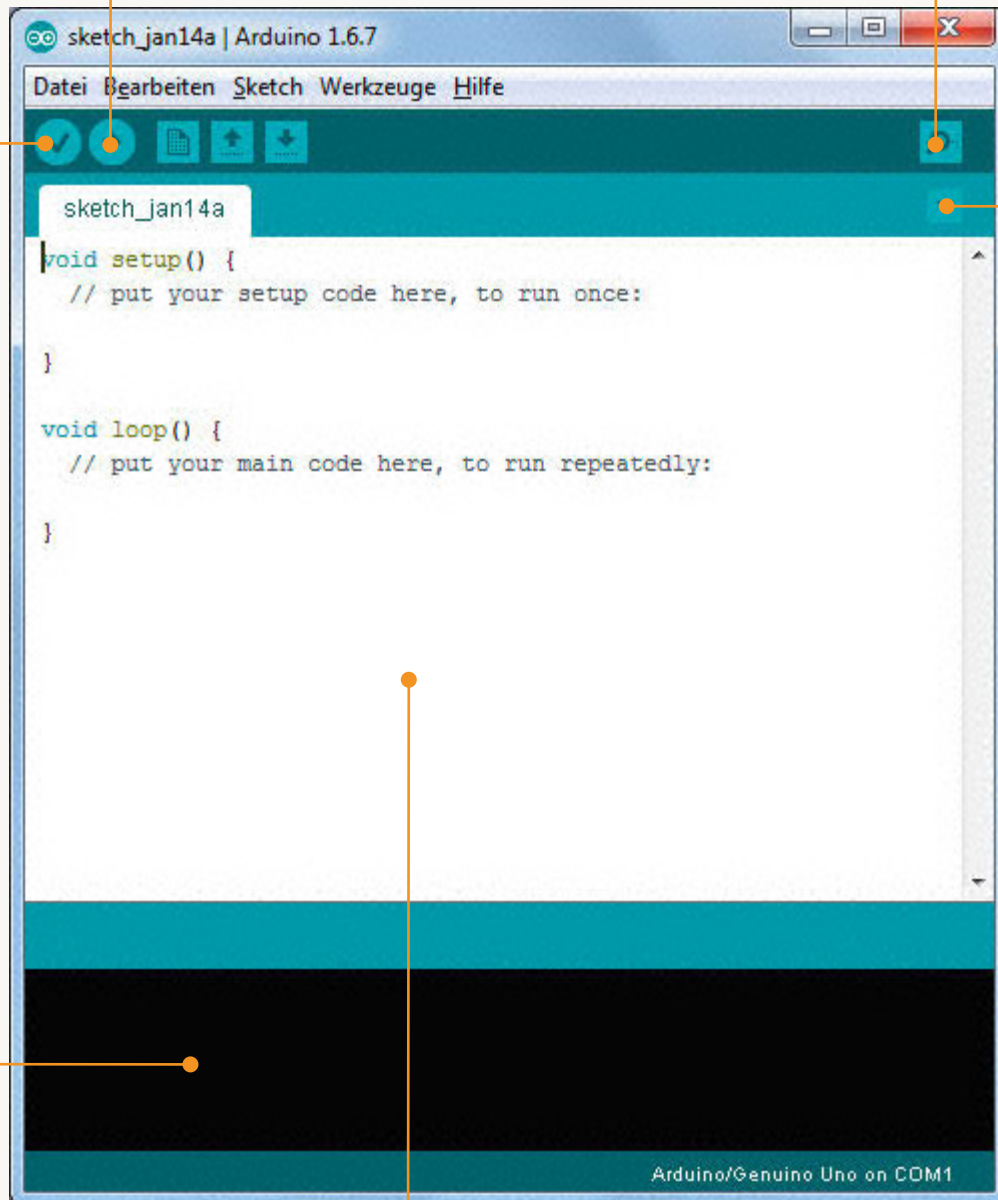 sketch_jan14a | Arduino 1.6.7
Datei Bearbeiten Sketch Werkzeuge Hilfe
sketch_jan14a
void setup() {
  // put your setup code here, to run once:
}
void loop() {
  // put your main code here, to run repeatedly:
}
Arduino/Genuino Uno on COM1